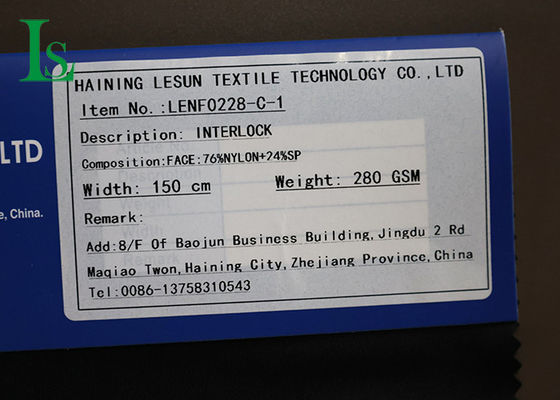 LS
HAINING LESUN TEXTILE TECHNOLOGY CO.,LTD
Item No.:LENF0228-C-1
Description: INTERLOCK
Composition:FACE:76%NYLON+24%SP
Width: 150 cm Weight: 280 GSM
Remark:
Add:8/F Of Baojun Business Building,Jingdu 2 Rd
Maqiao Twon,Haining City,Zhejiang Province,China
Tel:0086-13758310543
LTD
e, China.